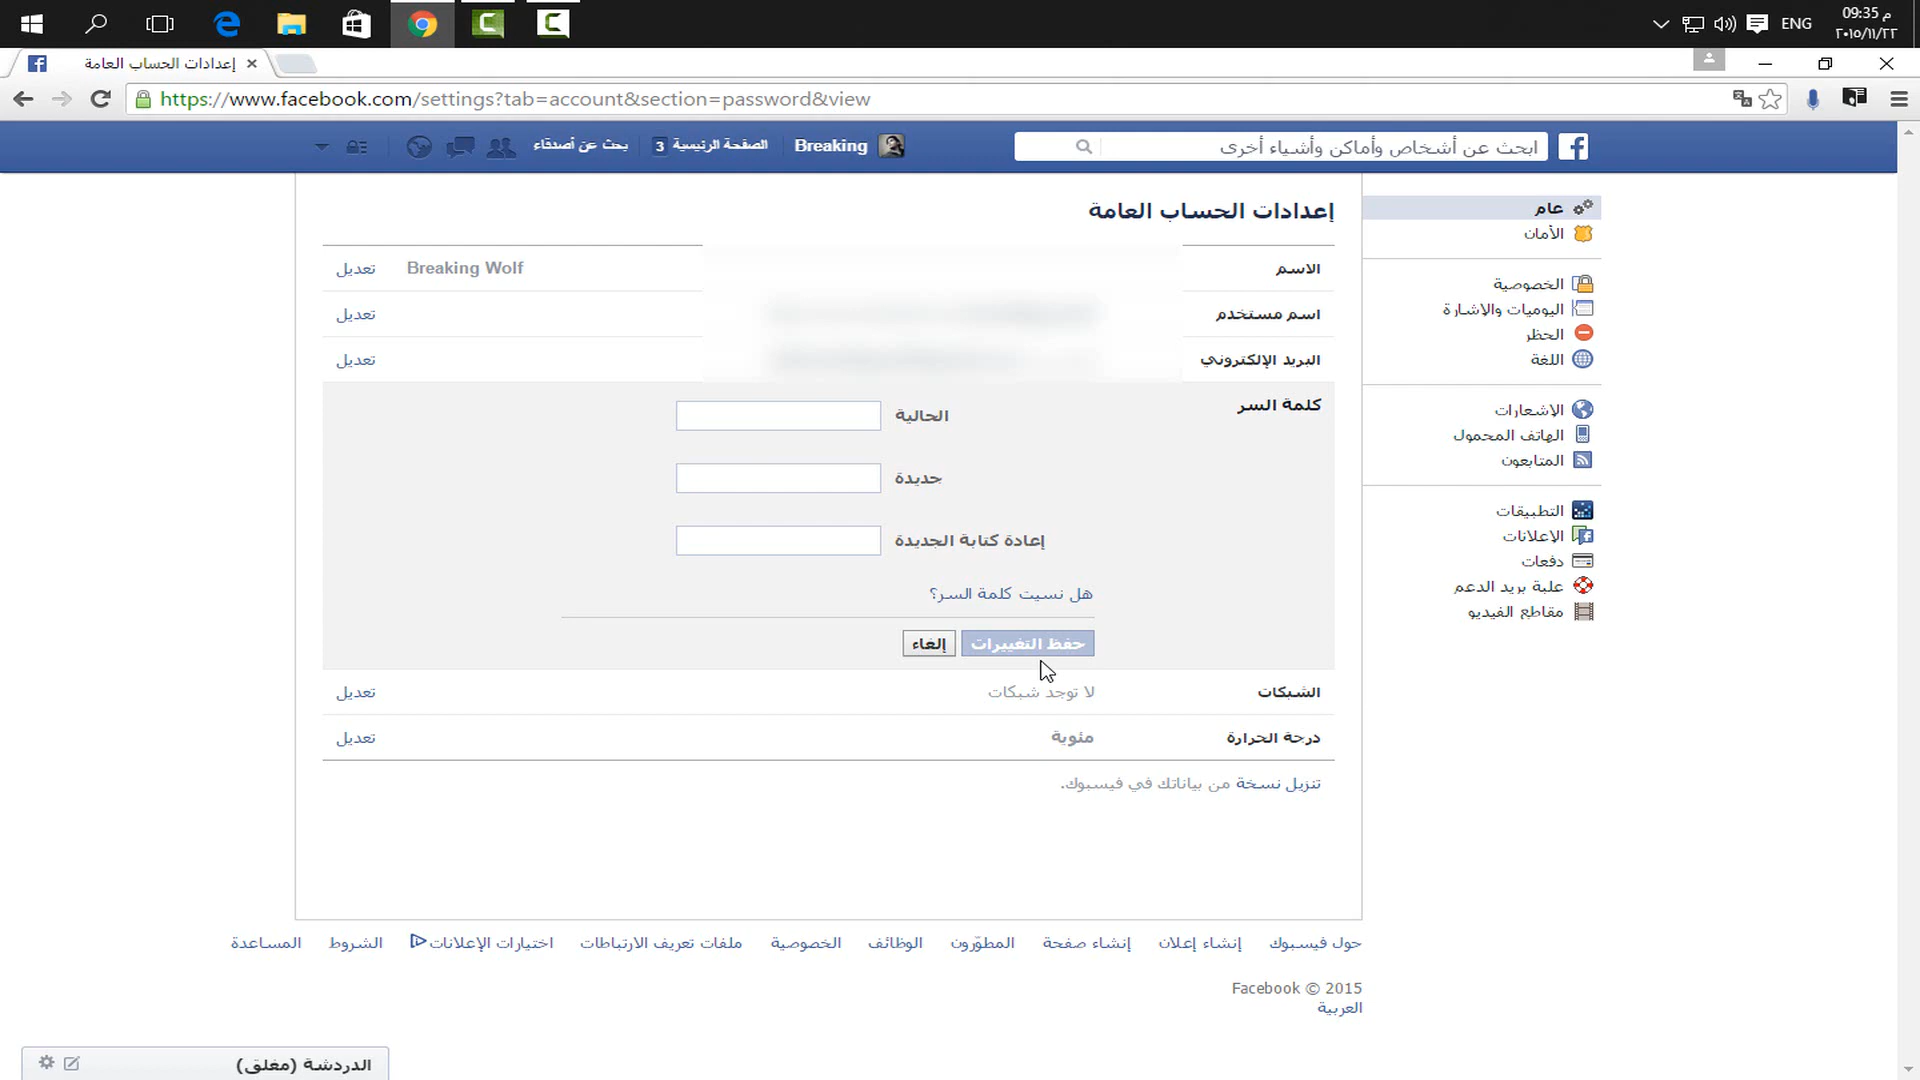 ENG
09:35 م
٢٠١٥/١١/٢٢
إعدادات الحساب العامة
https://www.facebook.com/settings?tab=account&section=password&view
ابحث عن أشخاص وأماكن وأشياء أخرى
Breaking
الصفحة الرئيسية 3
بحث عن أصدقاء
عام
الأمان
الخصوصية
اليوميات والإشارة
الحظر
اللغة
الإشعارات
الهاتف المحمول
المتابعون
التطبيقات
الإعلانات
دفعات
علبة بريد الدعم
مقاطع الفيديو
إعدادات الحساب العامة
الاسم Breaking Wolf تعديل
اسم مستخدم تعديل
البريد الإلكتروني تعديل
كلمة السر
الحالية
جديدة
إعادة كتابة الجديدة
هل نسيت كلمة السر؟
حفظ التغييرات إلغاء
الشبكات لا توجد شبكات تعديل
درجة الحرارة مئوية تعديل
تنزيل نسخة من بياناتك في فيسبوك.
حول فيسبوك إنشاء إعلان إنشاء صفحة المطوّرون الوظائف الخصوصية ملفات تعريف الارتباطات اختيارات الإعلانات الشروط المساعدة
Facebook © 2015
العربية
الدردشة (مغلق)